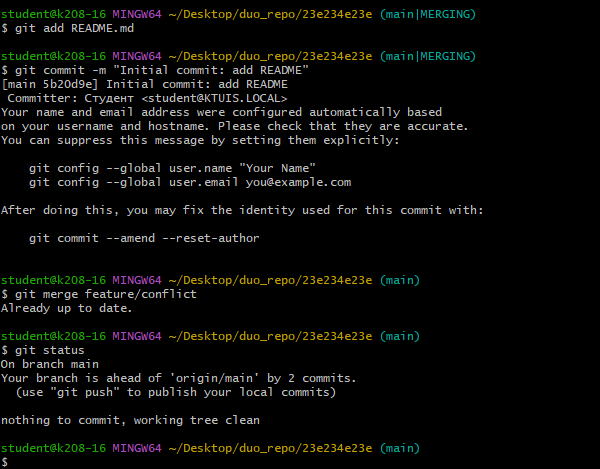 student@k208-16 MINGW64 ~/Desktop/duo_repo/23e234e23e (main|MERGING)
$ git add README.md
student@k208-16 MINGW64 ~/Desktop/duo_repo/23e234e23e (main|MERGING)
$ git commit -m "Initial commit: add README"
[main 5b20d9e] Initial commit: add README
 Committer: Студент <student@KTUIS.LOCAL>
Your name and email address were configured automatically based
on your username and hostname. Please check that they are accurate.
You can suppress this message by setting them explicitly:
    git config --global user.name "Your Name"
    git config --global user.email you@example.com
After doing this, you may fix the identity used for this commit with:
    git commit --amend --reset-author
student@k208-16 MINGW64 ~/Desktop/duo_repo/23e234e23e (main)
$ git merge feature/conflict
Already up to date.
student@k208-16 MINGW64 ~/Desktop/duo_repo/23e234e23e (main)
$ git status
On branch main
Your branch is ahead of 'origin/main' by 2 commits.
  (use "git push" to publish your local commits)
nothing to commit, working tree clean
student@k208-16 MINGW64 ~/Desktop/duo_repo/23e234e23e (main)
$